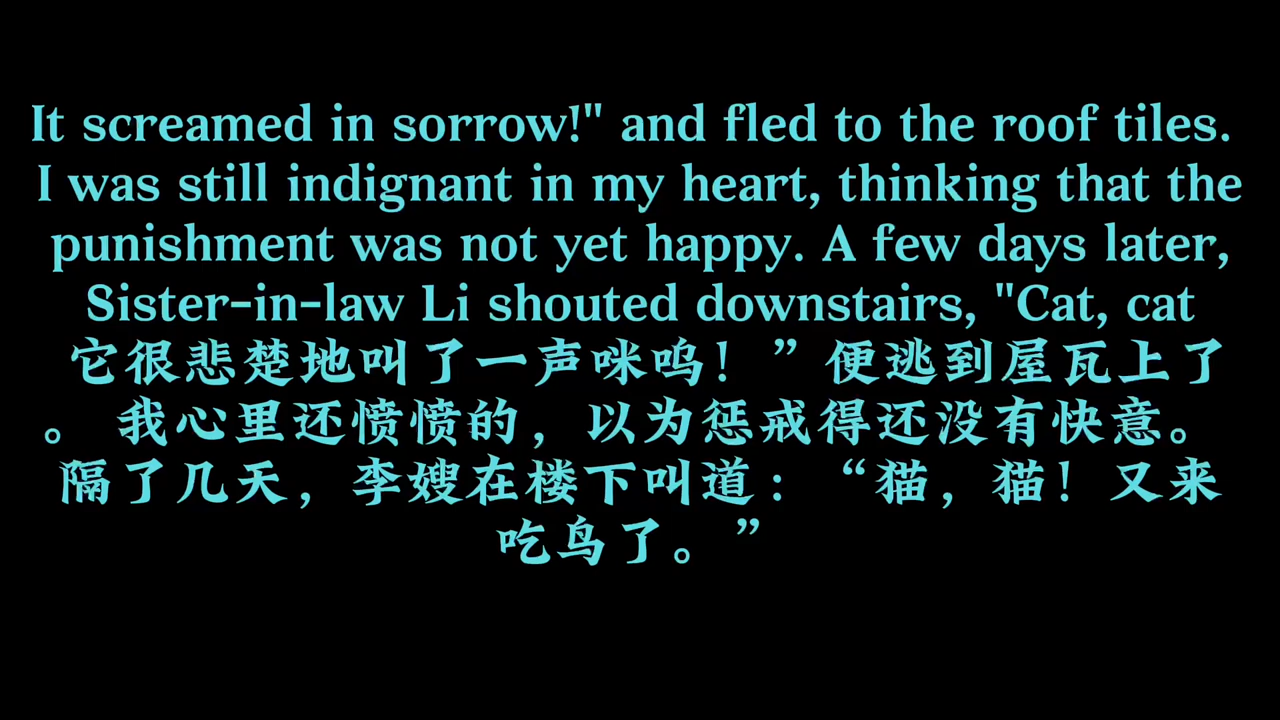 It screamed in sorrow!" and fled to the roof tiles.
I was still indignant in my heart, thinking that the
punishment was not yet happy. A few days later,
Sister-in-law Li shouted downstairs, "Cat, cat
它很悲楚地叫了一声咪呜！”便逃到屋瓦上了
。 我心里还愤愤的，以为惩戒得还没有快意。
隔了几天，李嫂在楼下叫道：“猫，猫！又来
吃鸟了。”